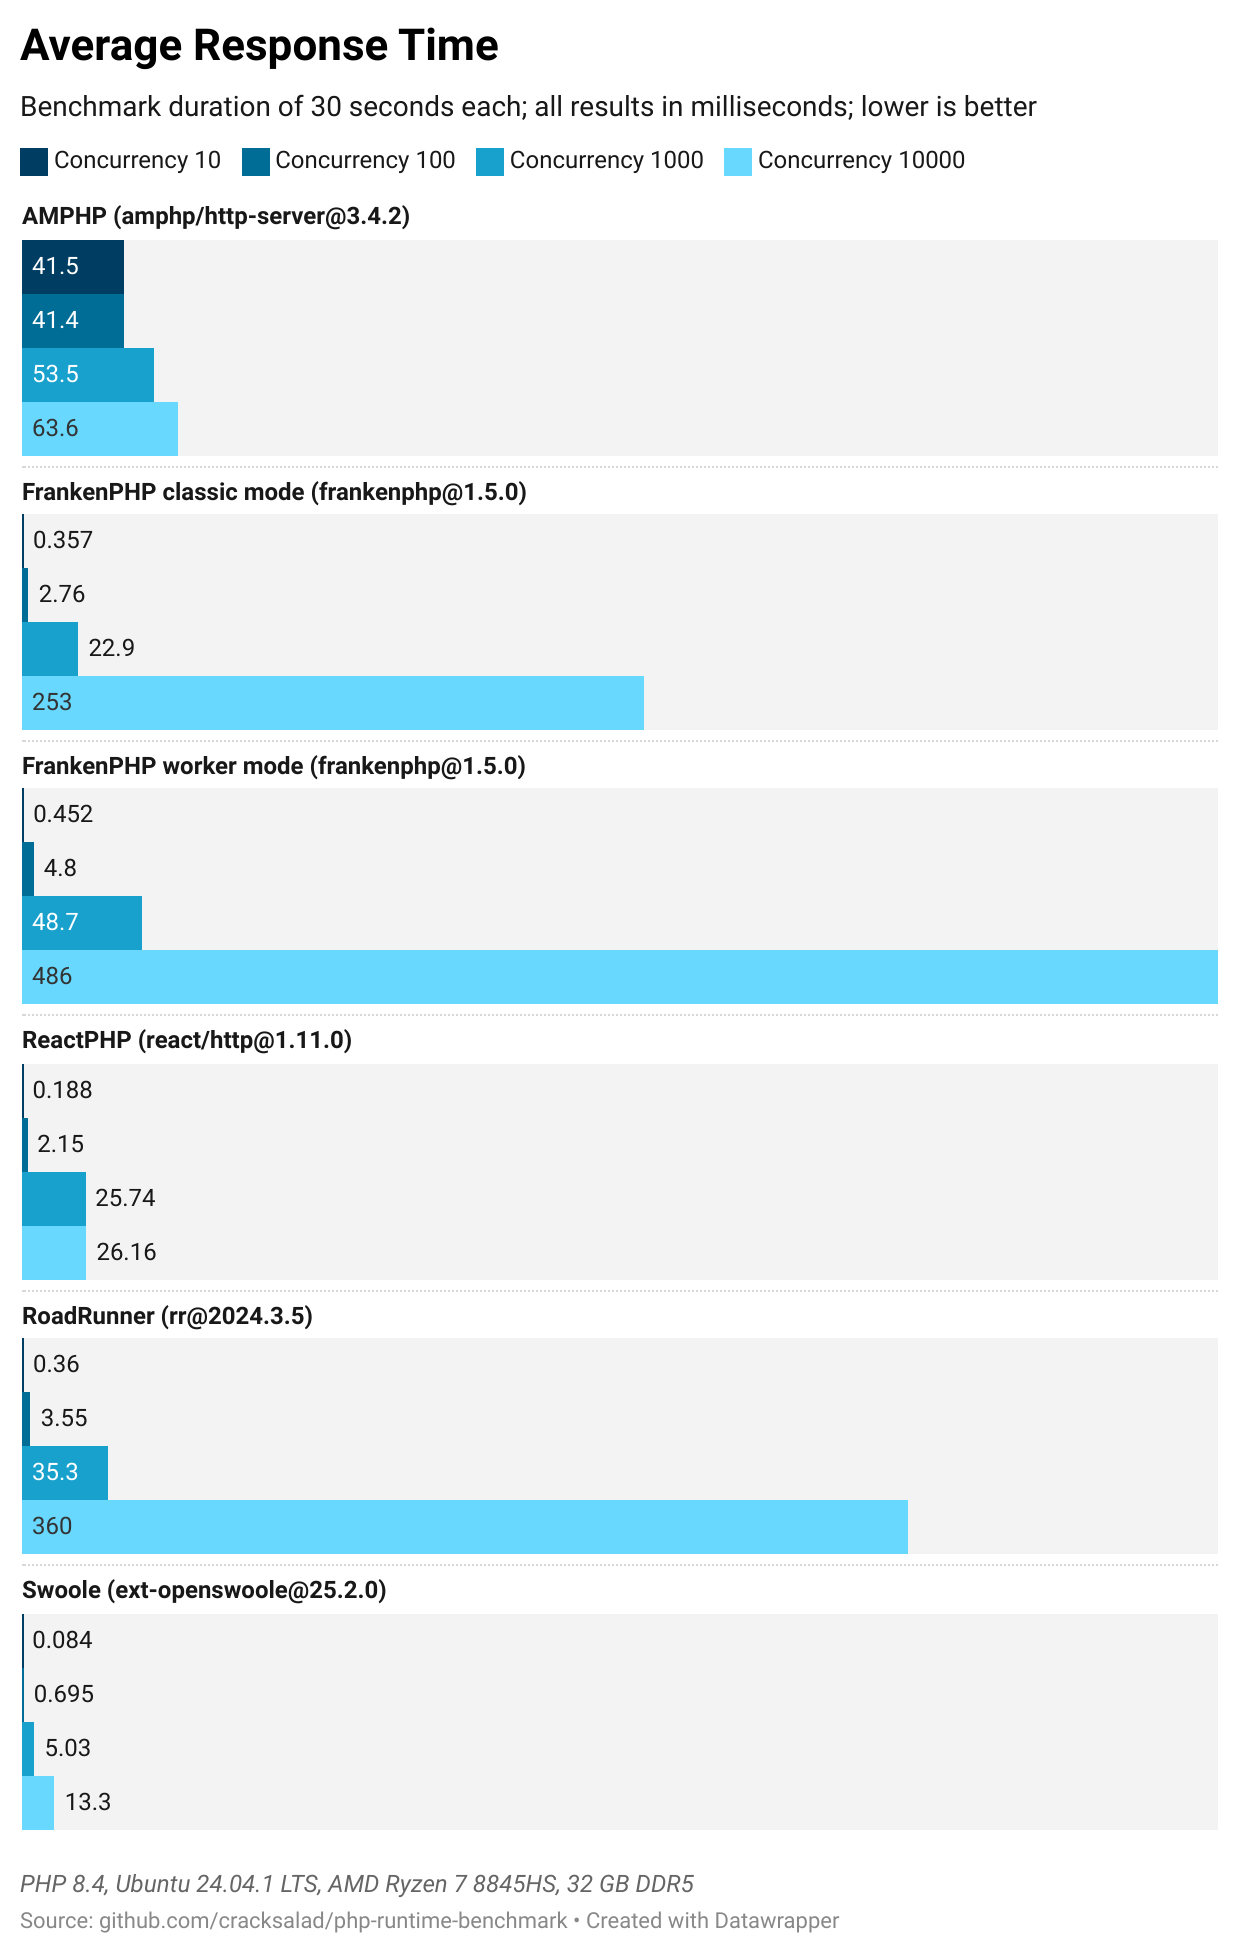 Average Response Time
Benchmark duration of 30 seconds each; all results in milliseconds; lower is better
Concurrency 10 Concurrency 100 Concurrency 1000 Concurrency 10000
AMPHP (amphp/http-server@3.4.2)
41.5
41.4
53.5
63.6
FrankenPHP classic mode (frankenphp@1.5.0)
0.357
2.76
22.9
253
FrankenPHP worker mode (frankenphp@1.5.0)
0.452
4.8
48.7
486
ReactPHP (react/http@1.11.0)
0.188
2.15
25.74
26.16
RoadRunner (rr@2024.3.5)
0.36
3.55
35.3
360
Swoole (ext-openswoole@25.2.0)
0.084
0.695
5.03
13.3
PHP 8.4, Ubuntu 24.04.1 LTS, AMD Ryzen 7 8845HS, 32 GB DDR5
Source: github.com/cracksalad/php-runtime-benchmark • Created with Datawrapper